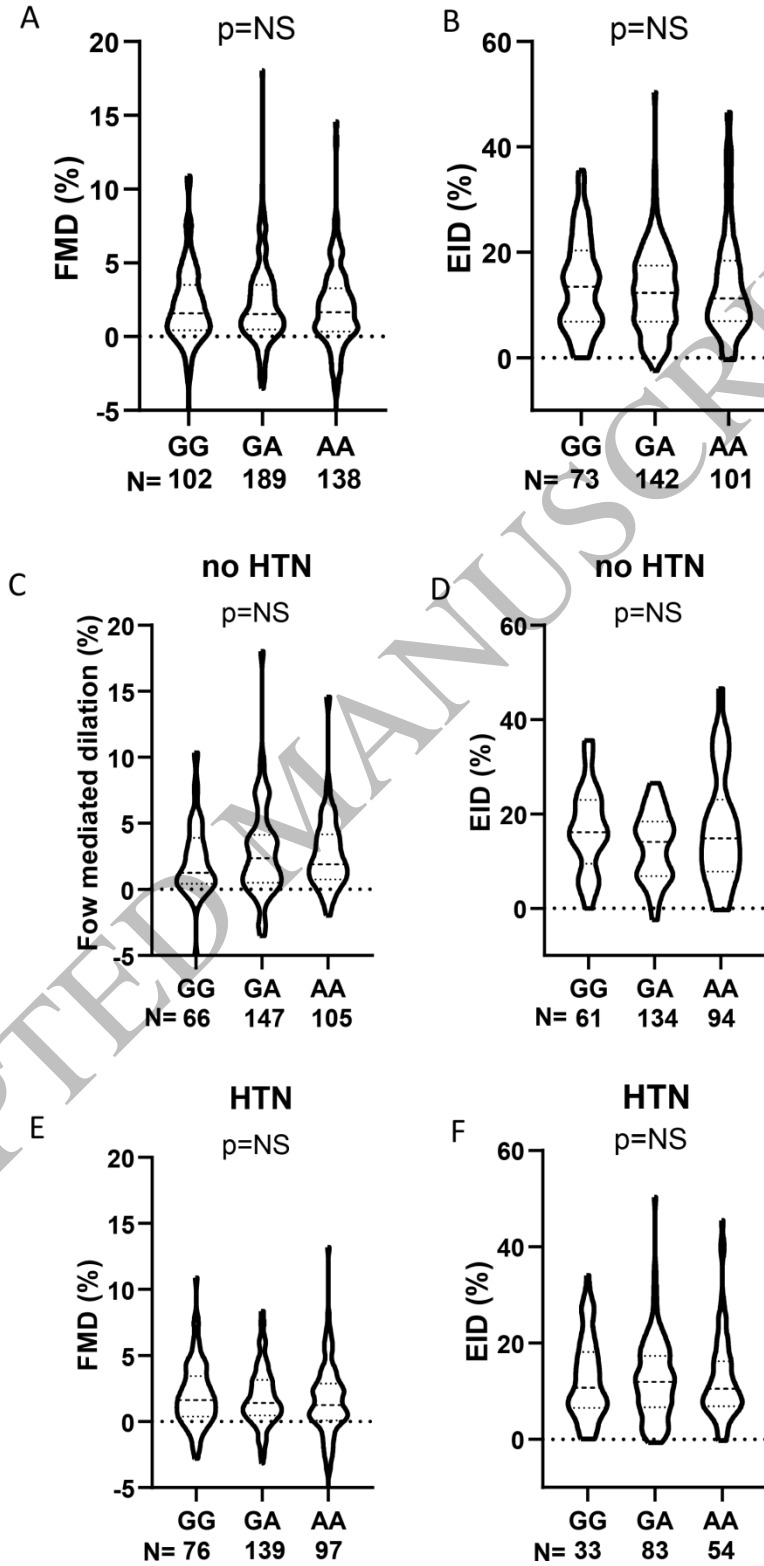 A
p=NS
FMD (%)
20
15
10
5
0
-5
GG GA AA
N= 102 189 138
B
p=NS
EID (%)
60
40
20
0
GG GA AA
N= 73 142 101
C
no HTN
p=NS
Fow mediated dilation (%)
20
15
10
5
0
-5
GG GA AA
N= 66 147 105
D
no HTN
p=NS
EID (%)
60
40
20
0
GG GA AA
N= 61 134 94
E
HTN
p=NS
FMD (%)
20
15
10
5
0
-5
GG GA AA
N= 76 139 97
F
HTN
p=NS
EID (%)
60
40
20
0
GG GA AA
N= 33 83 54
PTED MANUSCRI